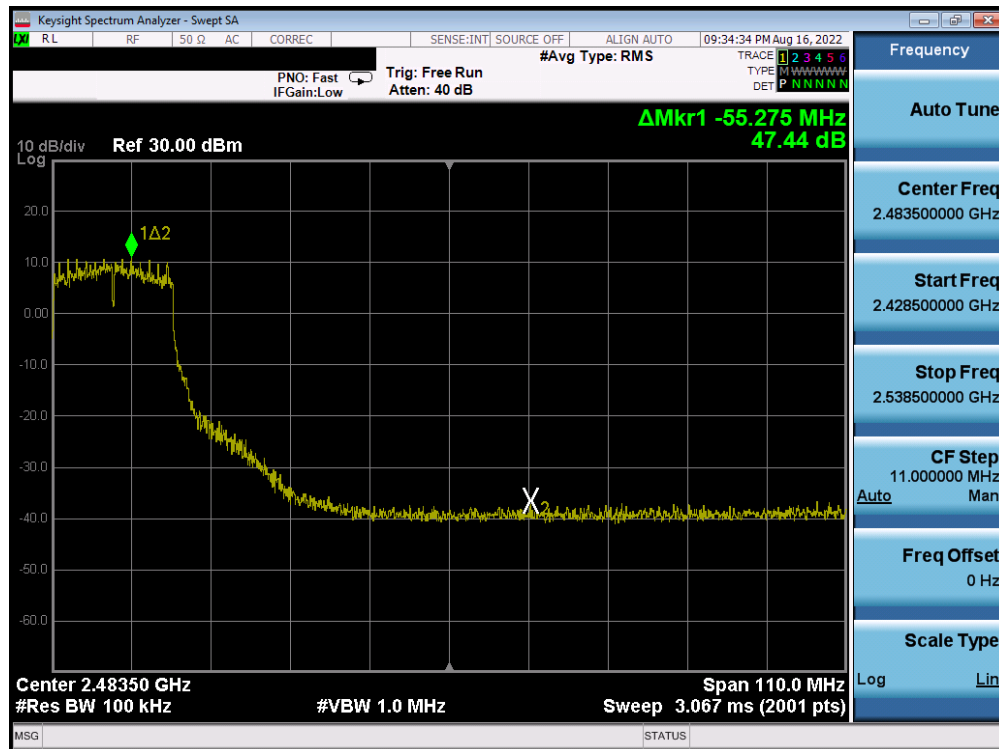 Keysight Spectrum Analyzer - Swept SA
LXI RL RF 50 Ω AC CORREC SENSE:INT SOURCE OFF ALIGN AUTO 09:34:34 PM Aug 16, 2022
#Avg Type: RMS
TRACE 1 2 3 4 5 6
PNO: Fast Trig: Free Run
TYPE M WWWWW
IFGain:Low Atten: 40 dB
DET P N N N N N
ΔMkr1 -55.275 MHz
47.44 dB
10 dB/div Ref 30.00 dBm
Log
20.0
1Δ2
10.0
0.00
-10.0
-20.0
-30.0
2
-40.0
-50.0
-60.0
Center 2.48350 GHz Span 110.0 MHz
#Res BW 100 kHz #VBW 1.0 MHz Sweep 3.067 ms (2001 pts)
MSG STATUS
Frequency
Auto Tune
Center Freq
2.483500000 GHz
Start Freq
2.428500000 GHz
Stop Freq
2.538500000 GHz
CF Step
11.000000 MHz
Auto Man
Freq Offset
0 Hz
Scale Type
Log Lin